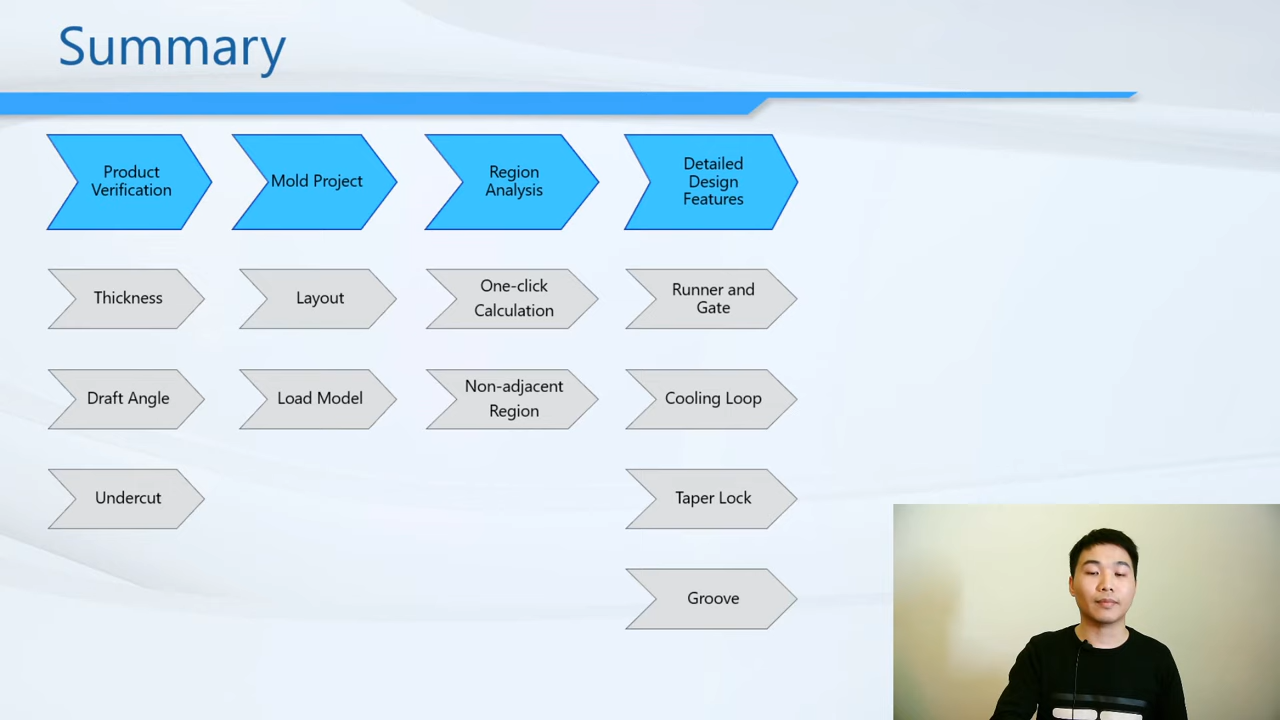 Summary
Product
Verification
Mold Project
Region
Analysis
Detailed
Design
Features
Thickness
Layout
One-click
Calculation
Runner and
Gate
Draft Angle
Load Model
Non-adjacent
Region
Cooling Loop
Undercut
Taper Lock
Groove